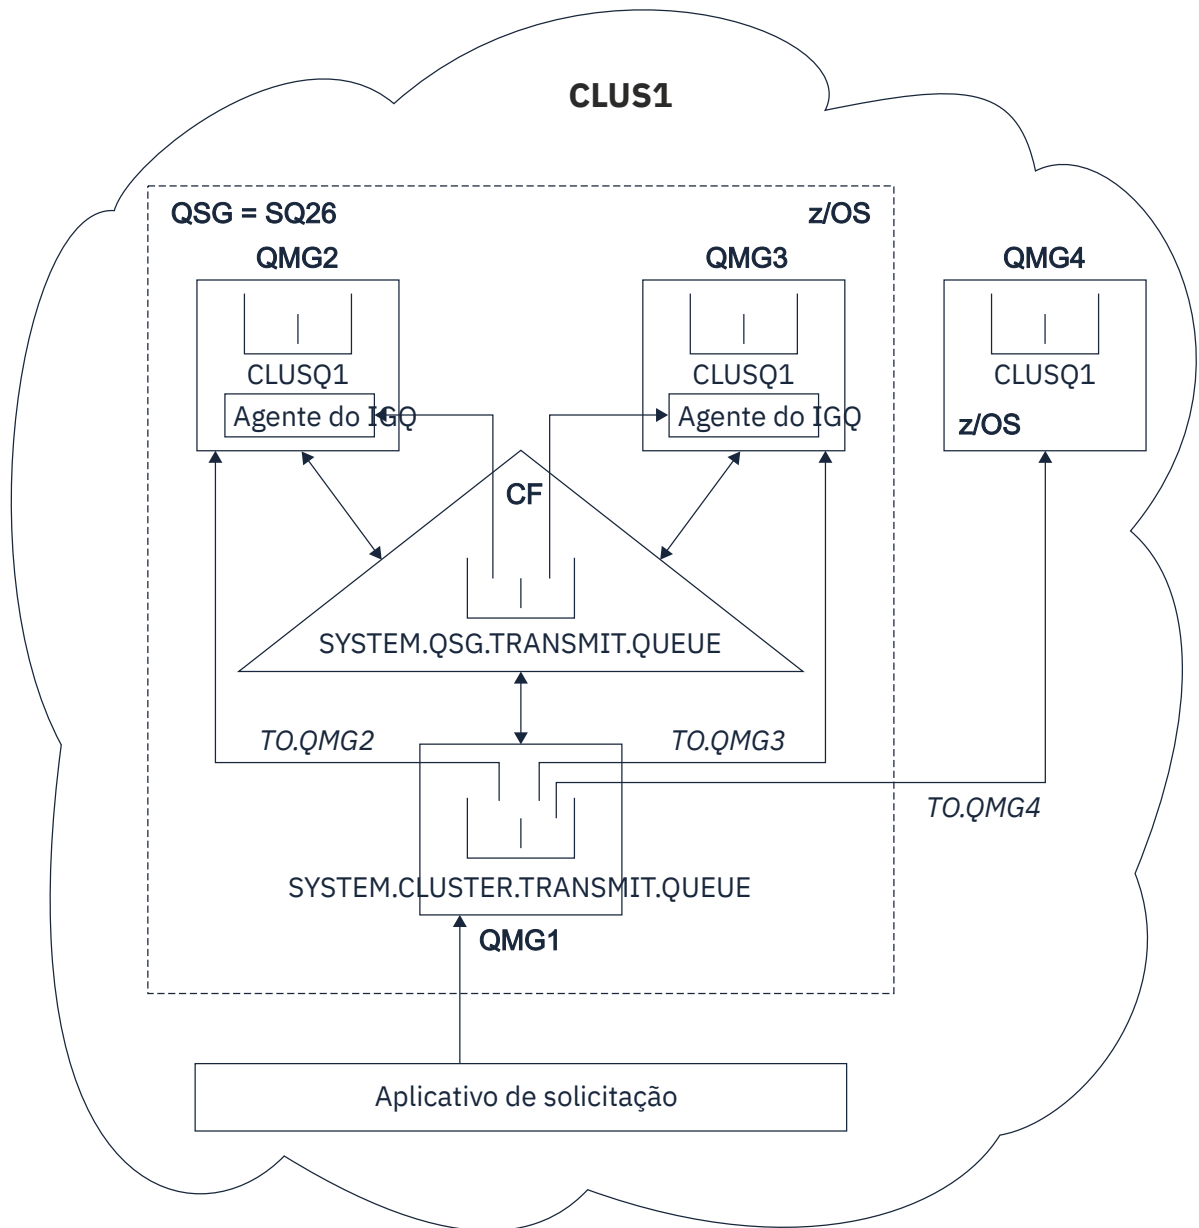 CLUS1
QSG = SQ26
z/OS
QMG2
QMG3
QMG4
CLUSQ1
CLUSQ1
CLUSQ1
Agente do IGQ
Agente do IGQ
z/OS
CF
SYSTEM.QSG.TRANSMIT.QUEUE
TO.QMG2
TO.QMG3
TO.QMG4
SYSTEM.CLUSTER.TRANSMIT.QUEUE
QMG1
Aplicativo de solicitação